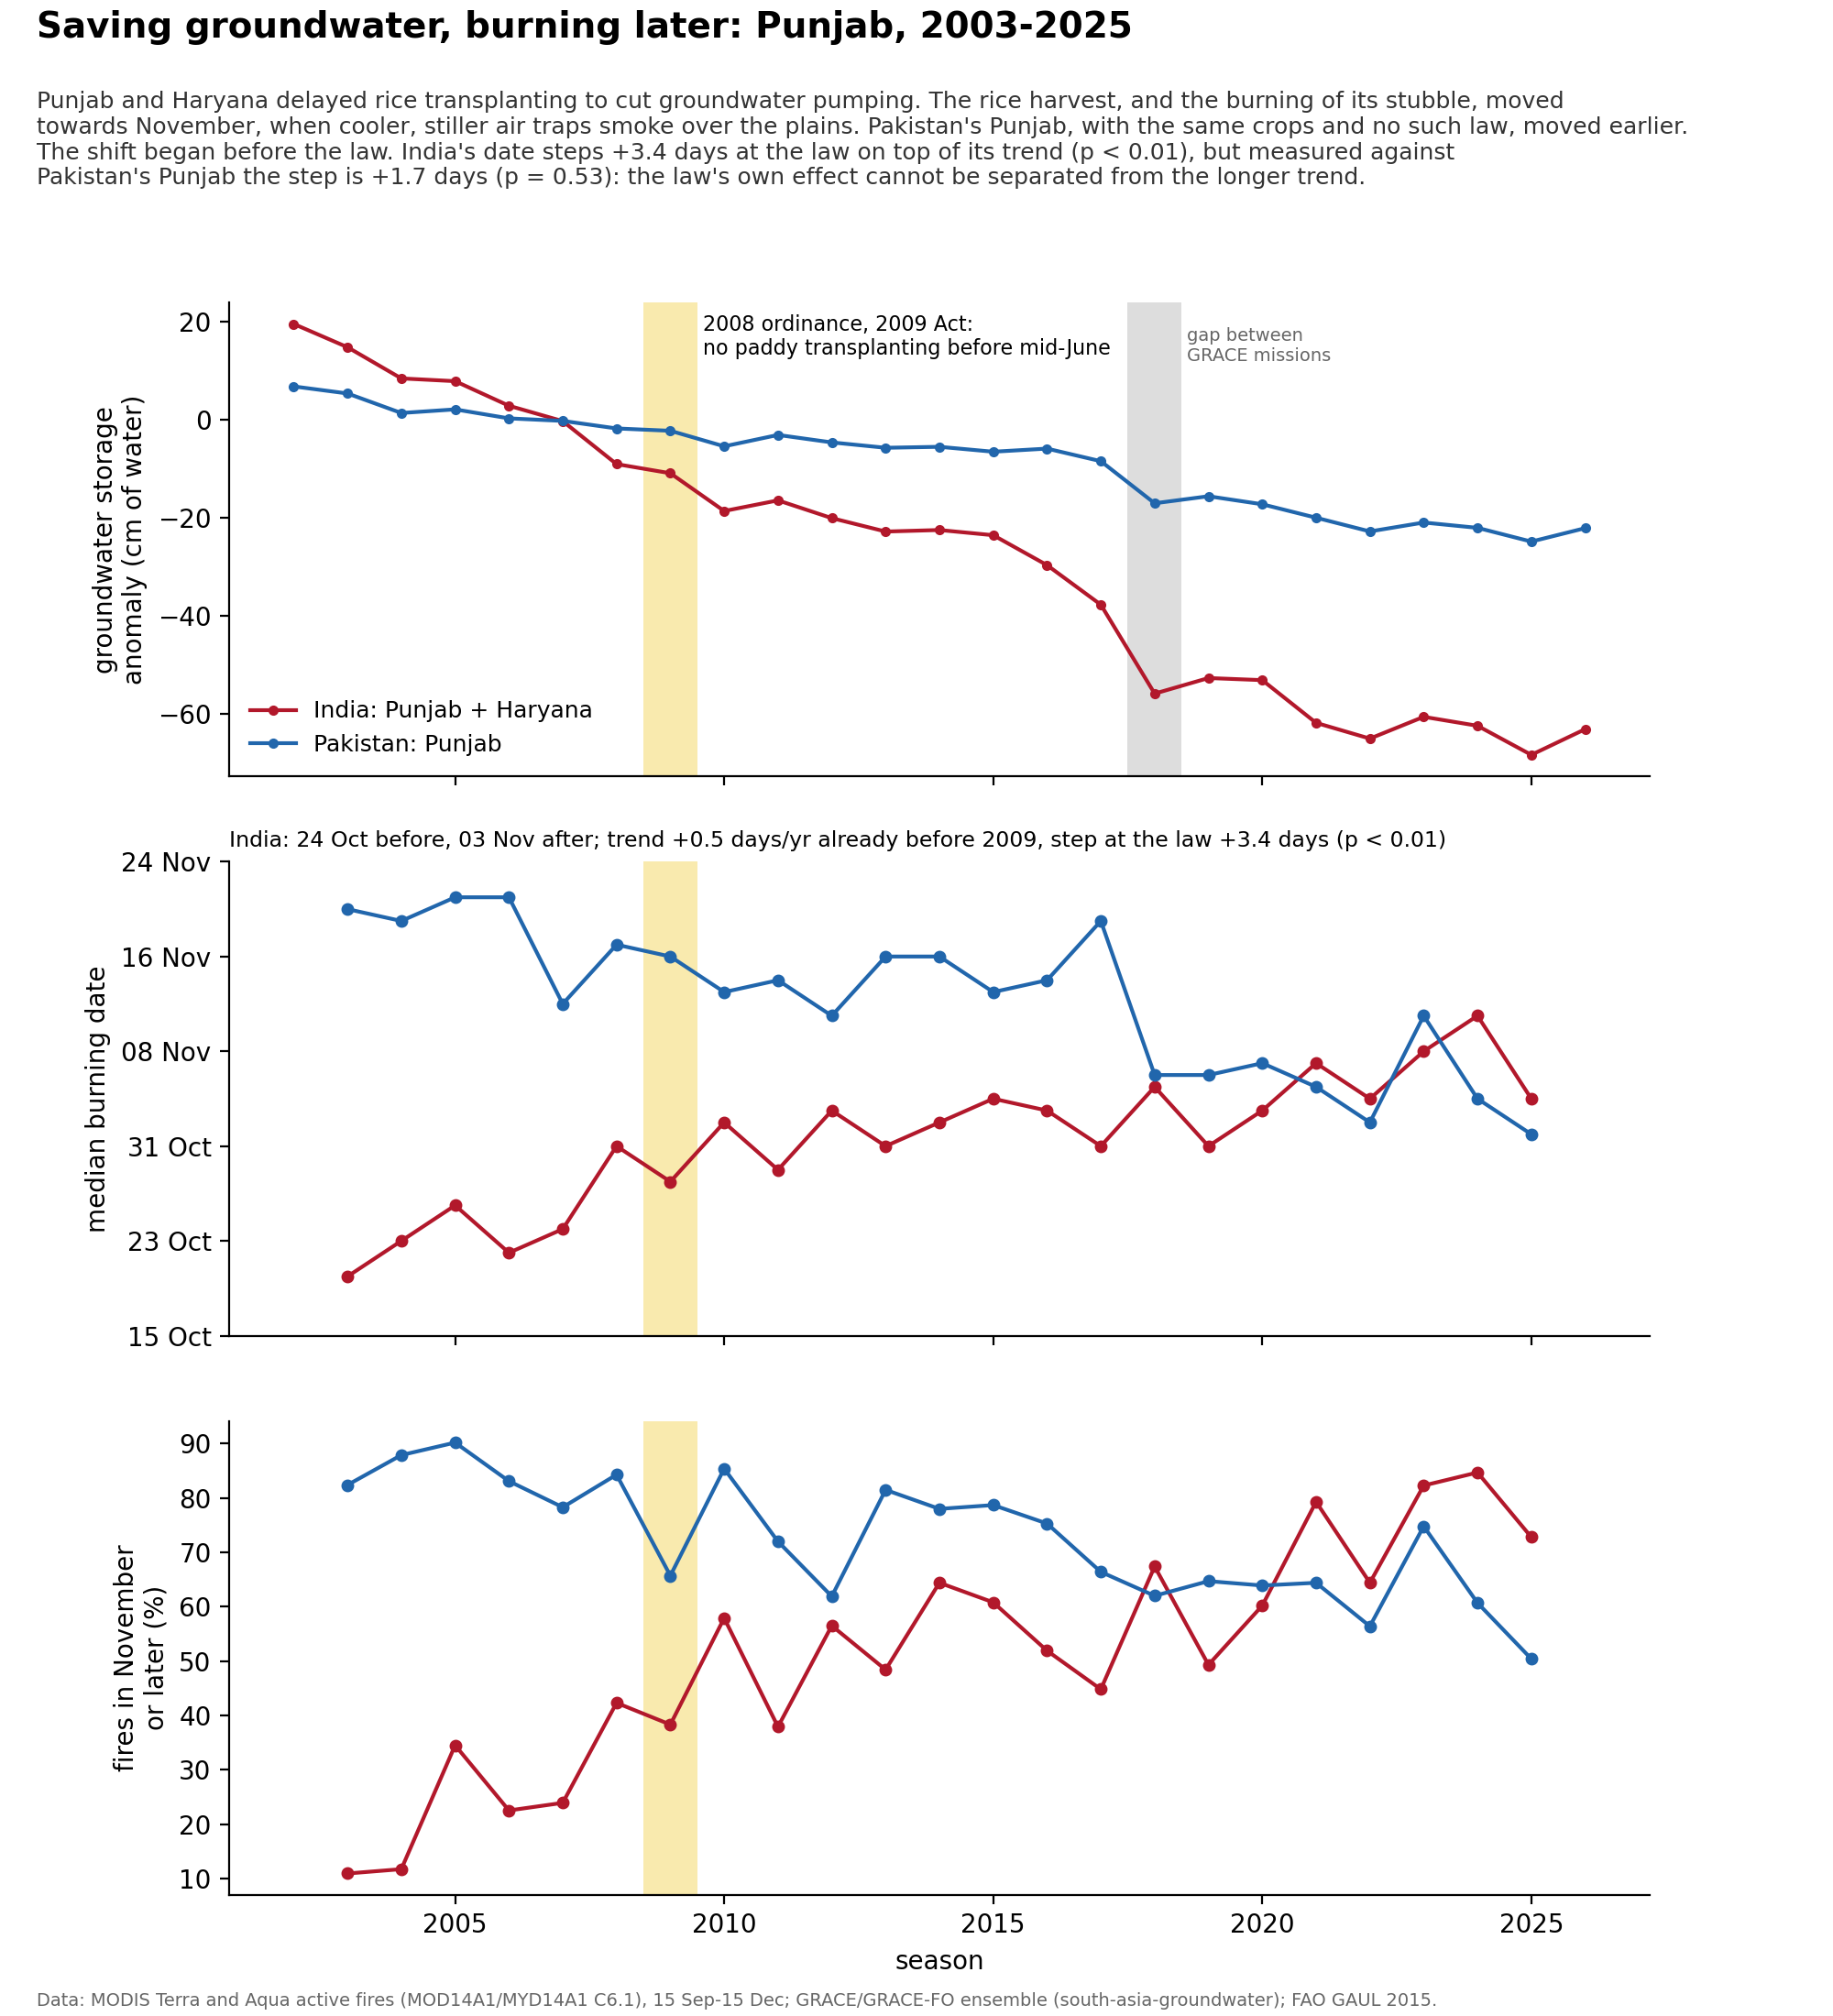 Saving groundwater, burning later: Punjab, 2003-2025
Punjab and Haryana delayed rice transplanting to cut groundwater pumping. The rice harvest, and the burning of its stubble, moved
towards November, when cooler, stiller air traps smoke over the plains. Pakistan's Punjab, with the same crops and no such law, moved earlier.
The shift began before the law. India's date steps +3.4 days at the law on top of its trend (p < 0.01), but measured against
Pakistan's Punjab the step is +1.7 days (p = 0.53): the law's own effect cannot be separated from the longer trend.
2008 ordinance, 2009 Act:
no paddy transplanting before mid-June
gap between
GRACE missions
groundwater storage
anomaly (cm of water)
20
0
−20
−40
−60
India: Punjab + Haryana
Pakistan: Punjab
India: 24 Oct before, 03 Nov after; trend +0.5 days/yr already before 2009, step at the law +3.4 days (p < 0.01)
median burning date
24 Nov
16 Nov
08 Nov
31 Oct
23 Oct
15 Oct
fires in November
or later (%)
90
80
70
60
50
40
30
20
10
2005 2010 2015 2020 2025
season
Data: MODIS Terra and Aqua active fires (MOD14A1/MYD14A1 C6.1), 15 Sep-15 Dec; GRACE/GRACE-FO ensemble (south-asia-groundwater); FAO GAUL 2015.